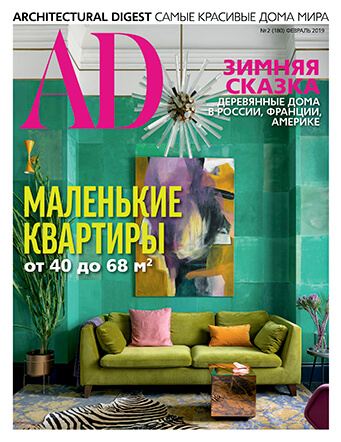 ARCHITECTURAL DIGEST САМЫЕ КРАСИВЫЕ ДОМА МИРА
№2 (180) ФЕВРАЛЬ 2019
AD
ЗИМНЯЯ
СКАЗКА
ДЕРЕВЯННЫЕ ДОМА
В РОССИИ, ФРАНЦИИ,
АМЕРИКЕ
МАЛЕНЬКИЕ
КВАРТИРЫ
от 40 до 68 м²